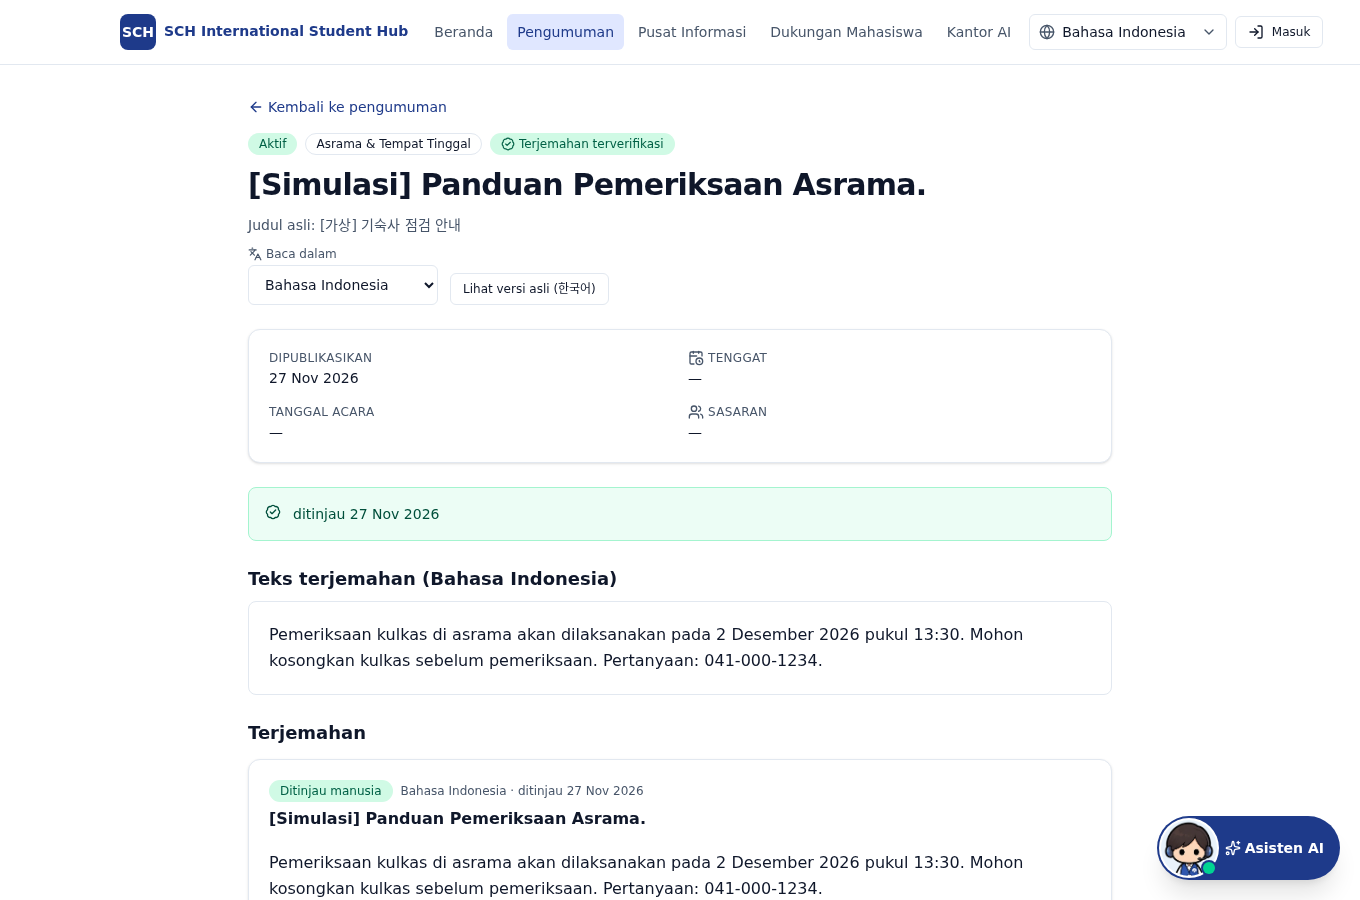 SCH SCH International Student Hub Beranda Pengumuman Pusat Informasi Dukungan Mahasiswa Kantor AI Bahasa Indonesia Masuk
Kembali ke pengumuman
Aktif Asrama & Tempat Tinggal Terjemahan terverifikasi
[Simulasi] Panduan Pemeriksaan Asrama.
Judul asli: [가상] 기숙사 점검 안내
Baca dalam
Bahasa Indonesia Lihat versi asli (한국어)
DIPUBLIKASIKAN TENGGAT
27 Nov 2026 —
TANGGAL ACARA SASARAN
— —
ditinjau 27 Nov 2026
Teks terjemahan (Bahasa Indonesia)
Pemeriksaan kulkas di asrama akan dilaksanakan pada 2 Desember 2026 pukul 13:30. Mohon
kosongkan kulkas sebelum pemeriksaan. Pertanyaan: 041-000-1234.
Terjemahan
Ditinjau manusia Bahasa Indonesia · ditinjau 27 Nov 2026
[Simulasi] Panduan Pemeriksaan Asrama.
Pemeriksaan kulkas di asrama akan dilaksanakan pada 2 Desember 2026 pukul 13:30. Mohon
kosongkan kulkas sebelum pemeriksaan. Pertanyaan: 041-000-1234.
Asisten AI